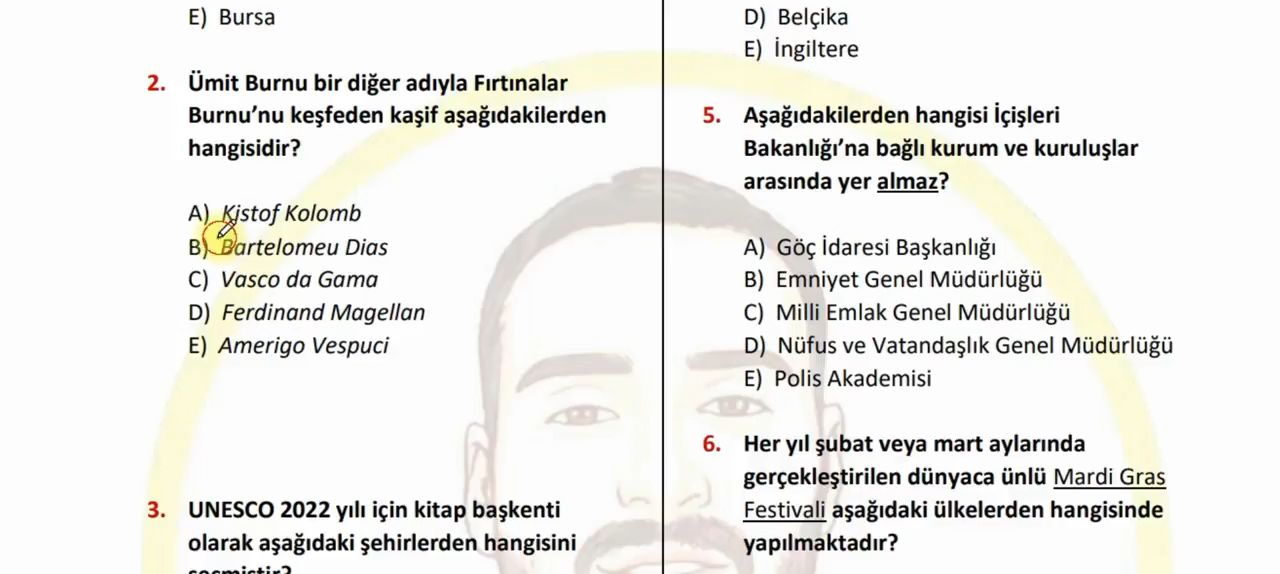 E) Bursa
2. Ümit Burnu bir diğer adıyla Fırtınalar
Burnu'nu keşfeden kaşif aşağıdakilerden
hangisidir?
A) Kistof Kolomb
B) Bartelomeu Dias
C) Vasco da Gama
D) Ferdinand Magellan
E) Amerigo Vespuci
3. UNESCO 2022 yılı için kitap başkenti
olarak aşağıdaki şehirlerden hangisini
seçmiştir?
D) Belçika
E) İngiltere
5. Aşağıdakilerden hangisi İçişleri
Bakanlığı'na bağlı kurum ve kuruluşlar
arasında yer almaz?
A) Göç İdaresi Başkanlığı
B) Emniyet Genel Müdürlüğü
C) Milli Emlak Genel Müdürlüğü
D) Nüfus ve Vatandaşlık Genel Müdürlüğü
E) Polis Akademisi
6. Her yıl şubat veya mart aylarında
gerçekleştirilen dünyaca ünlü Mardi Gras
Festivali aşağıdaki ülkelerden hangisinde
yapılmaktadır?